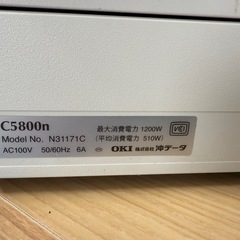 C5800n
最大消費電力 1200W
Model No. N31171C
(平均消費電力 510W)
AC100V 50/60Hz 6A
OKI 株式会社 沖データ
VCI